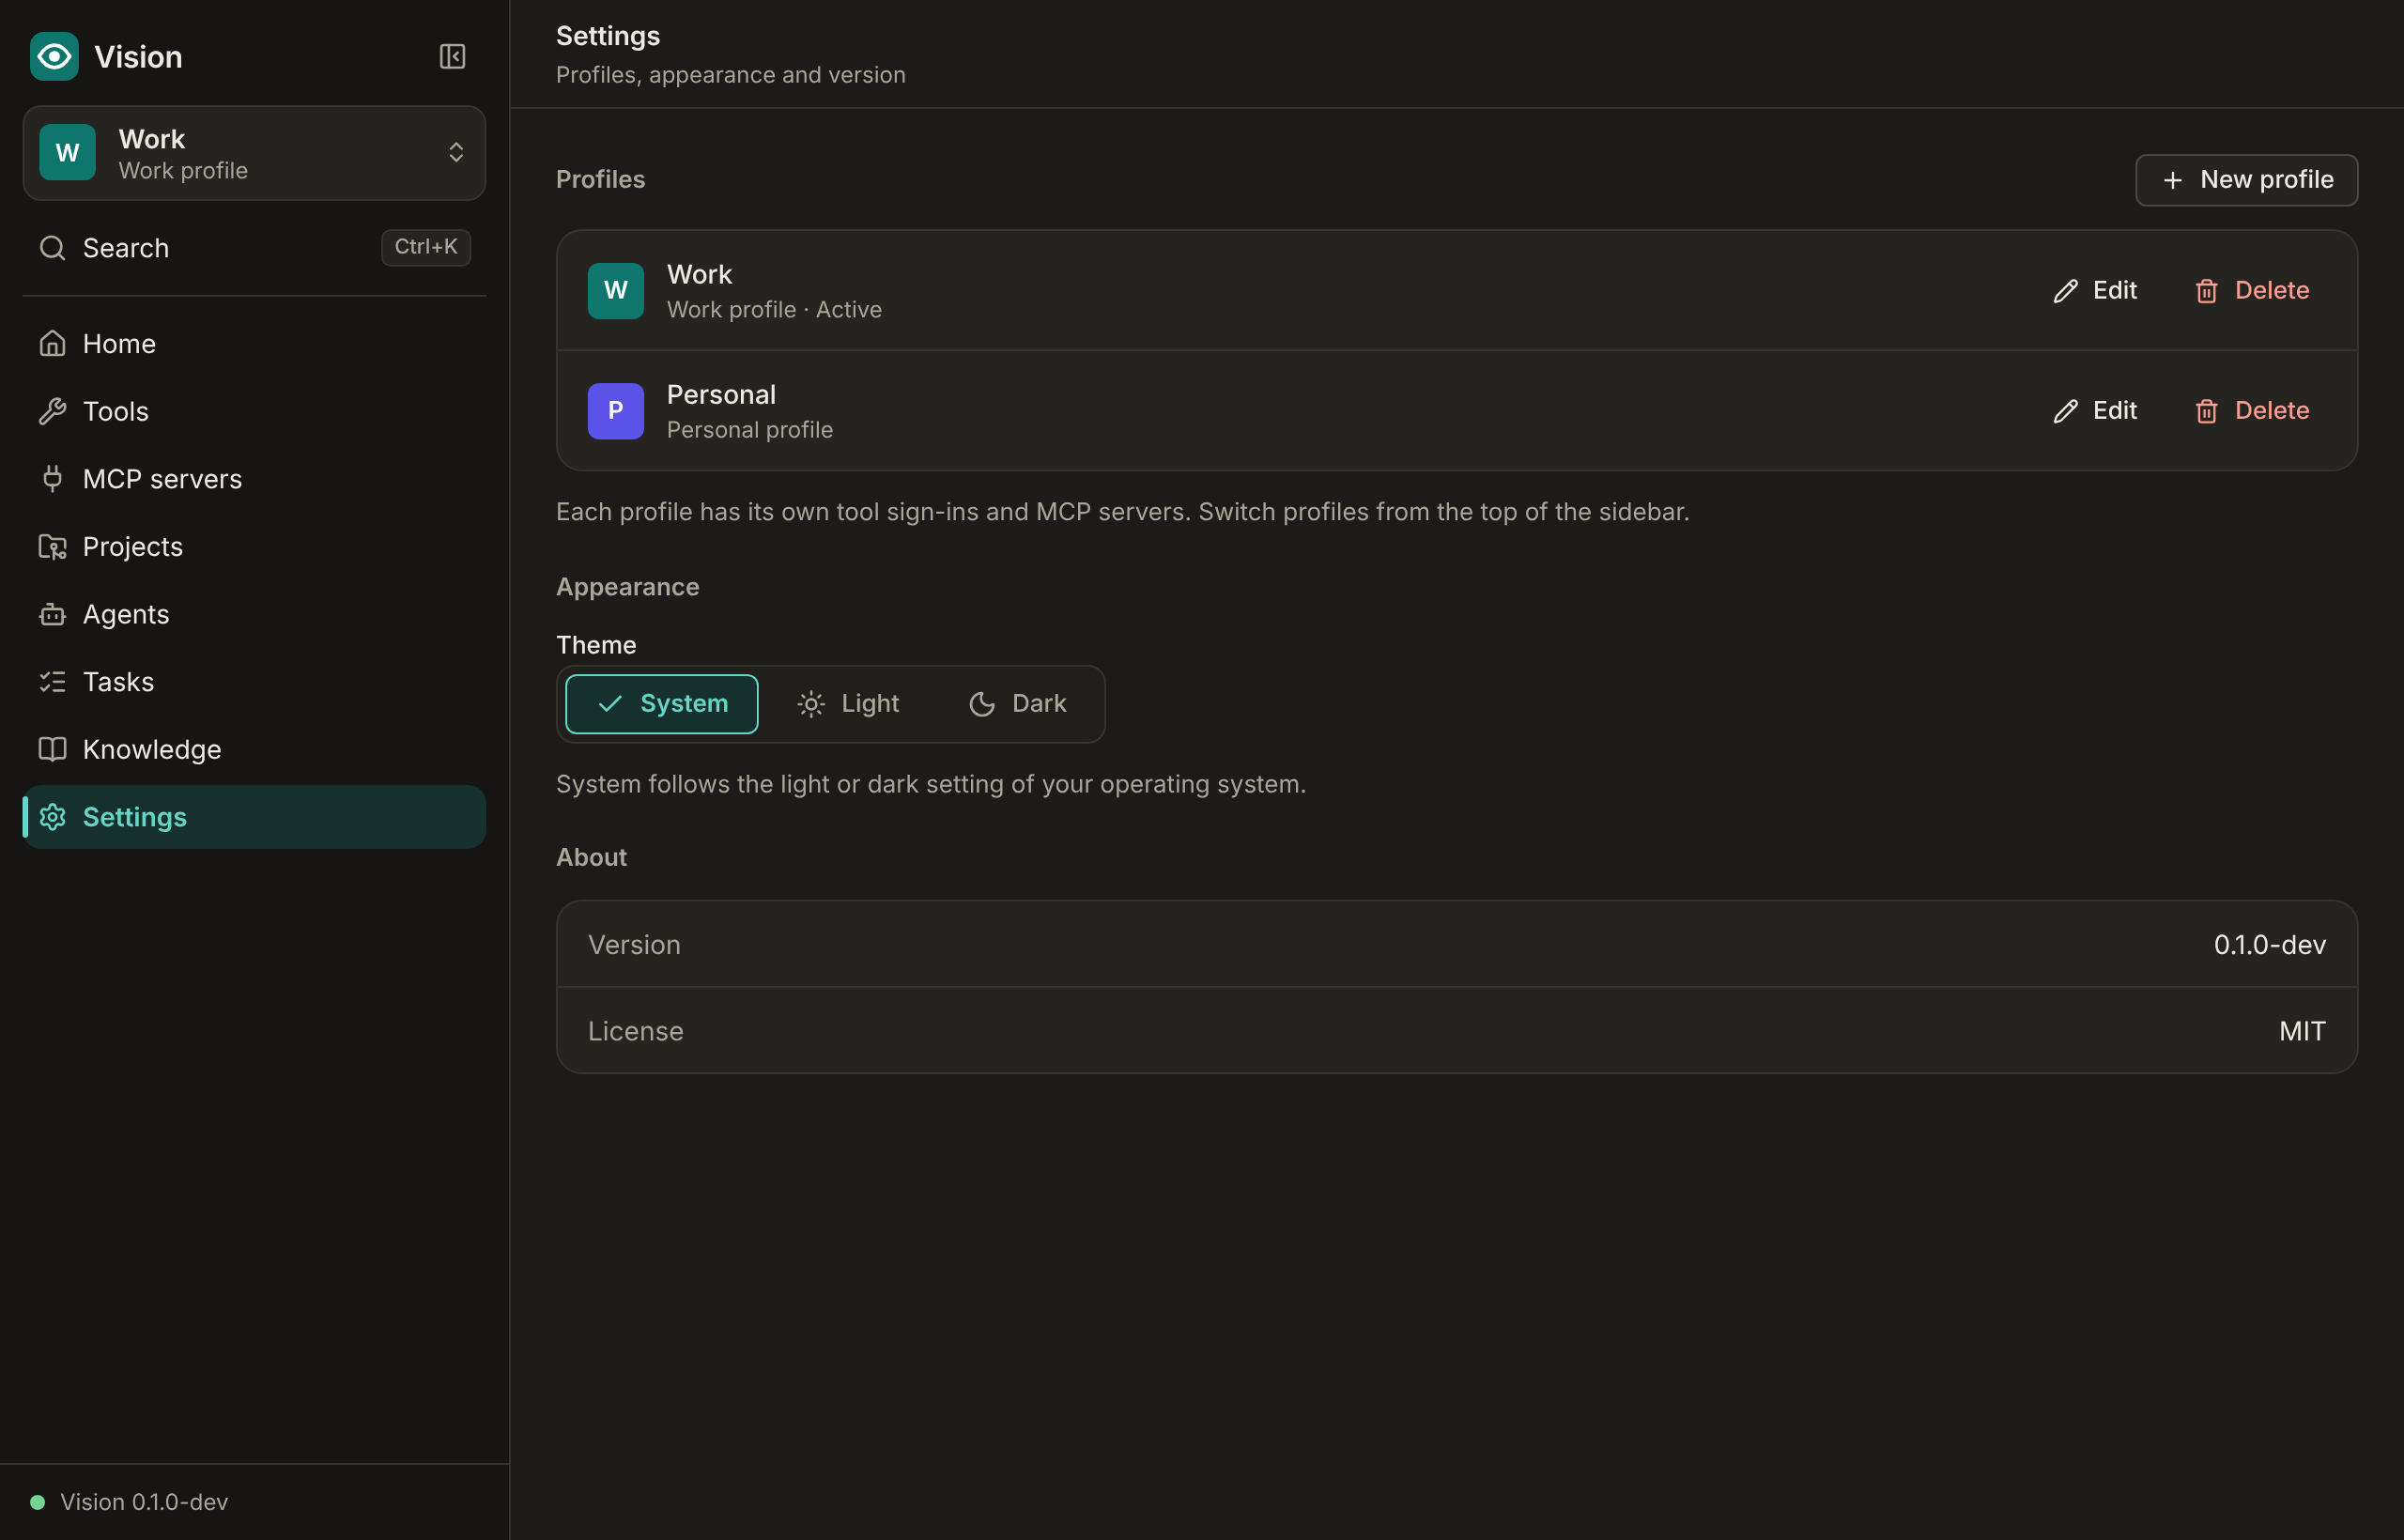 Vision
W
Work
Work profile
Search
Ctrl+K
Home
Tools
MCP servers
Projects
Agents
Tasks
Knowledge
Settings
Vision 0.1.0-dev
Settings
Profiles, appearance and version
Profiles
New profile
W
Work
Work profile · Active
Edit
Delete
P
Personal
Personal profile
Edit
Delete
Each profile has its own tool sign-ins and MCP servers. Switch profiles from the top of the sidebar.
Appearance
Theme
System
Light
Dark
System follows the light or dark setting of your operating system.
About
Version
0.1.0-dev
License
MIT